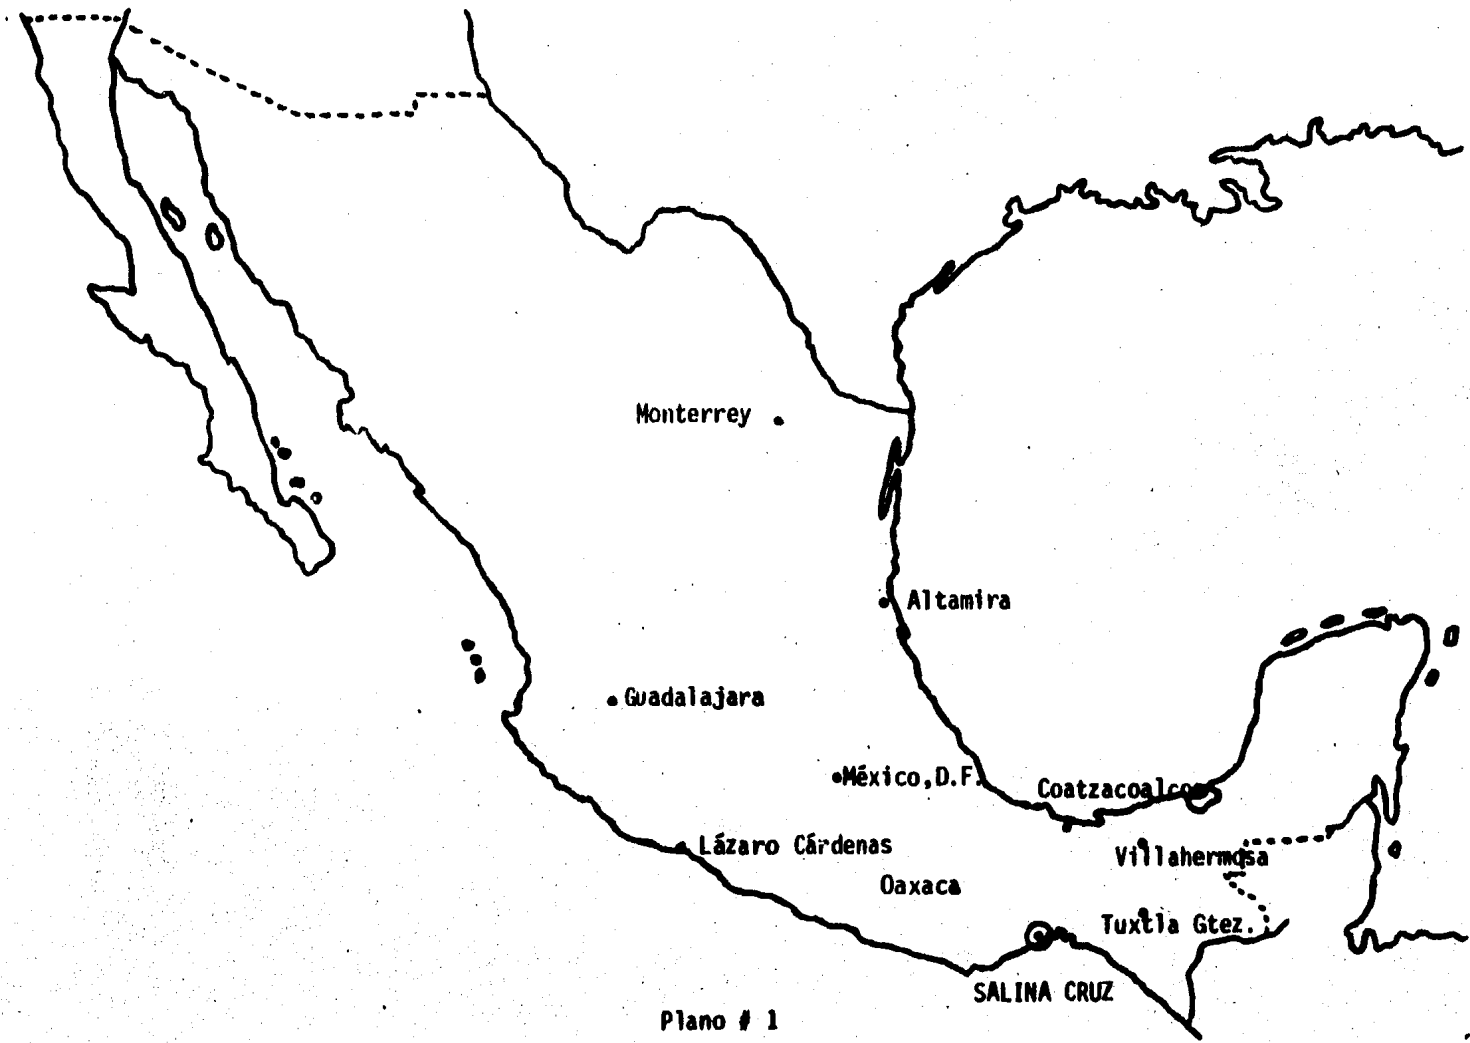 Monterrey
Altamira
Guadalajara
México,D.F.
Coatzacoalcos
Lázaro Cárdenas
Villahermosa
Oaxaca
Tuxtla Gtez.
SALINA CRUZ
Plano # 1